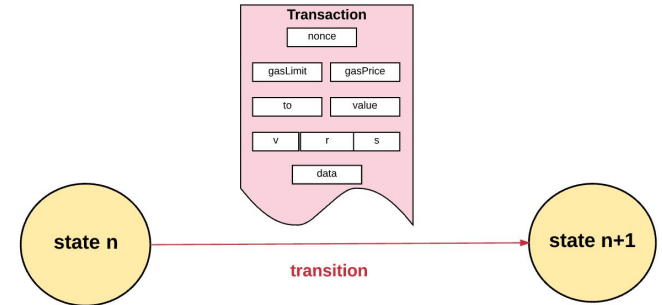 Transaction
nonce
gasLimit gasPrice
to value
v r s
data
state n
state n+1
transition